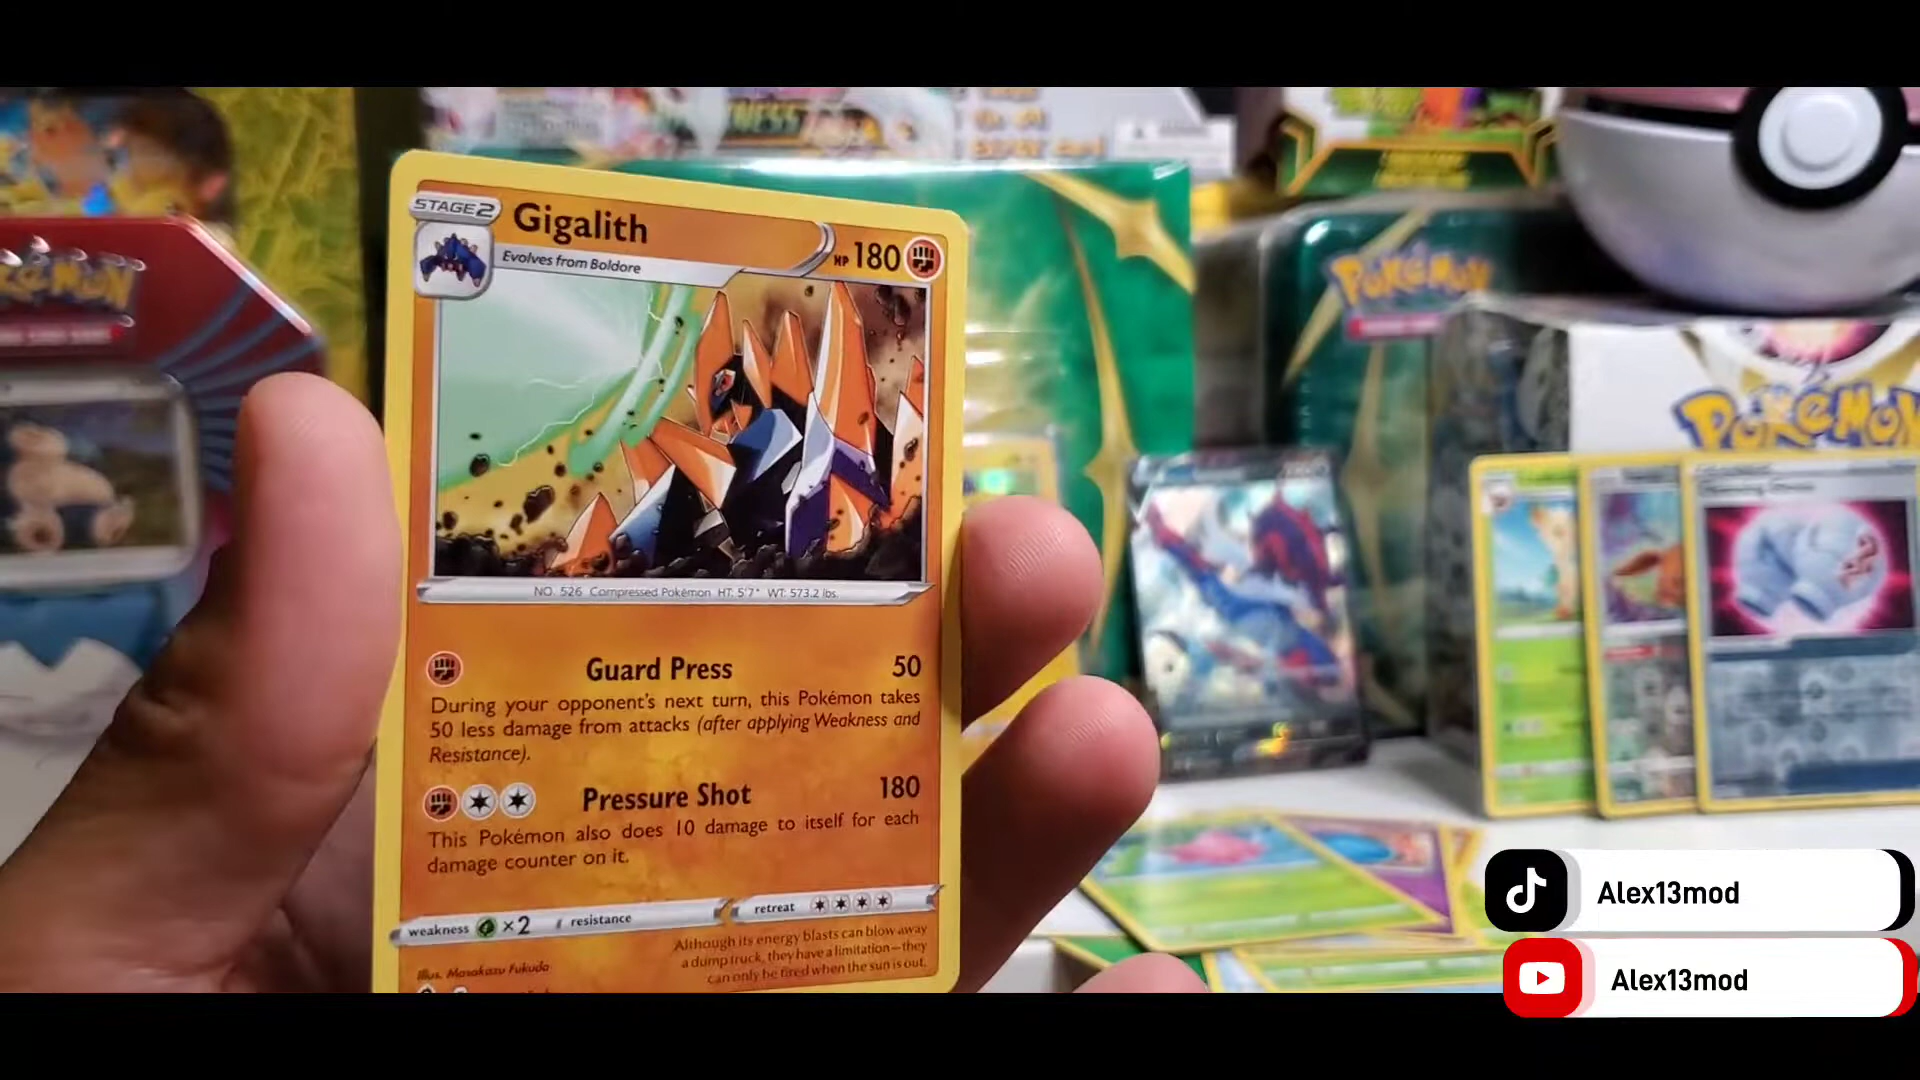 STAGE2
Gigalith
HP 180
Evolves from Boldore
NO. 526 Compressed Pokémon HT: 5'7" WT: 573.2 lbs.
Guard Press 50
During your opponent's next turn, this Pokémon takes
50 less damage from attacks (after applying Weakness and
Resistance).
Pressure Shot 180
This Pokémon also does 10 damage to itself for each
damage counter on it.
weakness ×2 resistance
retreat
Although its energy blasts can blow away
a dump truck, they have a limitation—they
can only be fired when the sun is out.
Illus. Masakazu Fukuda
POKéMON
POKéMON
POKéMON
Alex13mod
Alex13mod